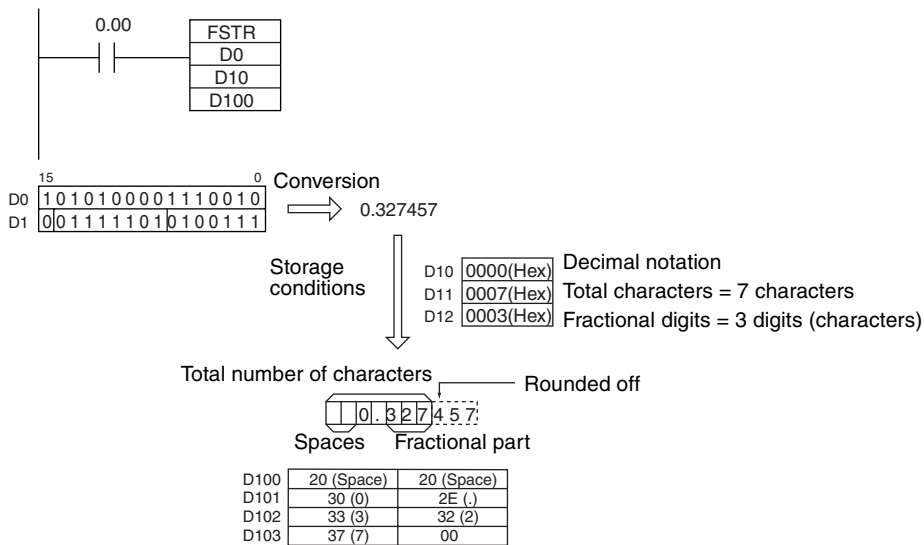 0.00
FSTR
D0
D10
D100
15 0
D0 1010100001110010
D1 0011111010100111
Conversion
0.327457
Storage
conditions
D10 0000(Hex) Decimal notation
D11 0007(Hex) Total characters = 7 characters
D12 0003(Hex) Fractional digits = 3 digits (characters)
Total number of characters
Rounded off
0.327457
Spaces Fractional part
D100 20 (Space) 20 (Space)
D101 30 (0) 2E (.)
D102 33 (3) 32 (2)
D103 37 (7) 00